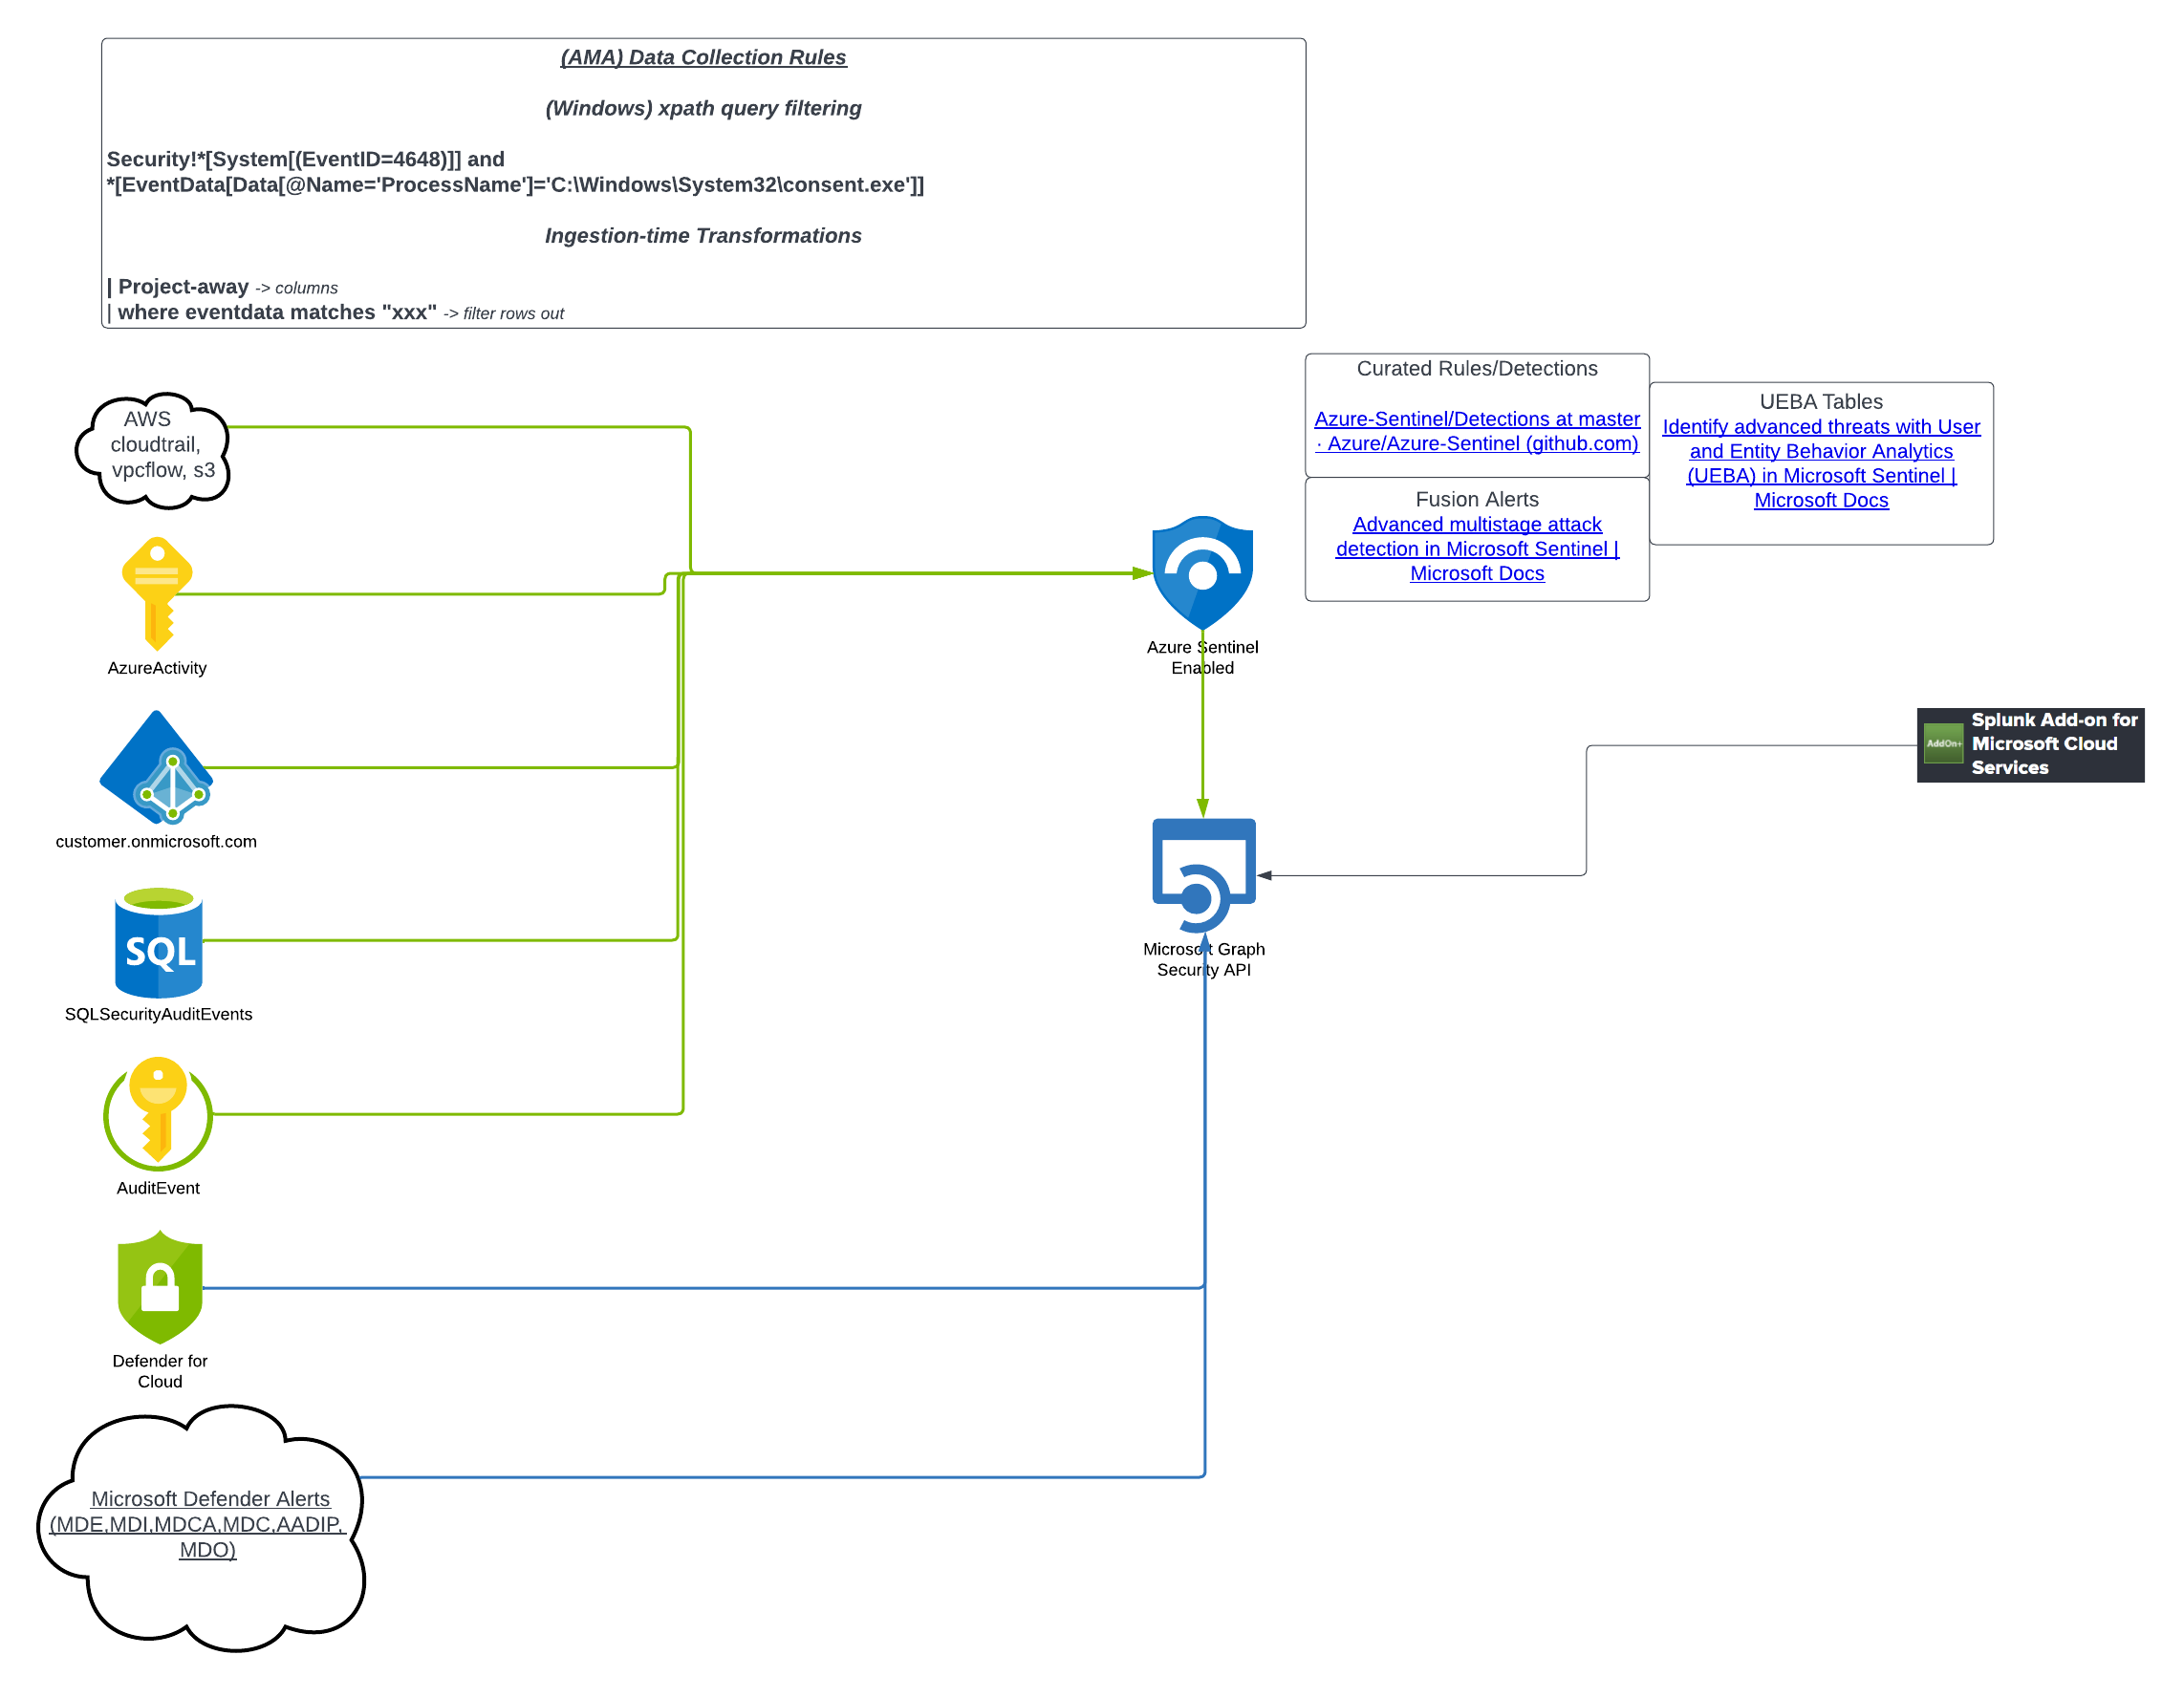 (AMA) Data Collection Rules
(Windows) xpath query filtering
Security!*[System[(EventID=4648)]] and
*[EventData[Data[@Name='ProcessName']='C:\Windows\System32\consent.exe']]
Ingestion-time Transformations
| Project-away -> columns
| where eventdata matches "xxx" -> filter rows out
AWS
cloudtrail,
vpcflow, s3
Curated Rules/Detections
Azure-Sentinel/Detections at master
· Azure/Azure-Sentinel (github.com)
UEBA Tables
Identify advanced threats with User
and Entity Behavior Analytics
(UEBA) in Microsoft Sentinel |
Microsoft Docs
Fusion Alerts
Advanced multistage attack
detection in Microsoft Sentinel |
Microsoft Docs
AzureActivity
Azure Sentinel
Enabled
AddOn+
Splunk Add-on for
Microsoft Cloud
Services
customer.onmicrosoft.com
Microsoft Graph
Security API
SQL
SQLSecurityAuditEvents
AuditEvent
Defender for
Cloud
Microsoft Defender Alerts
(MDE,MDI,MDCA,MDC,AADIP,
MDO)